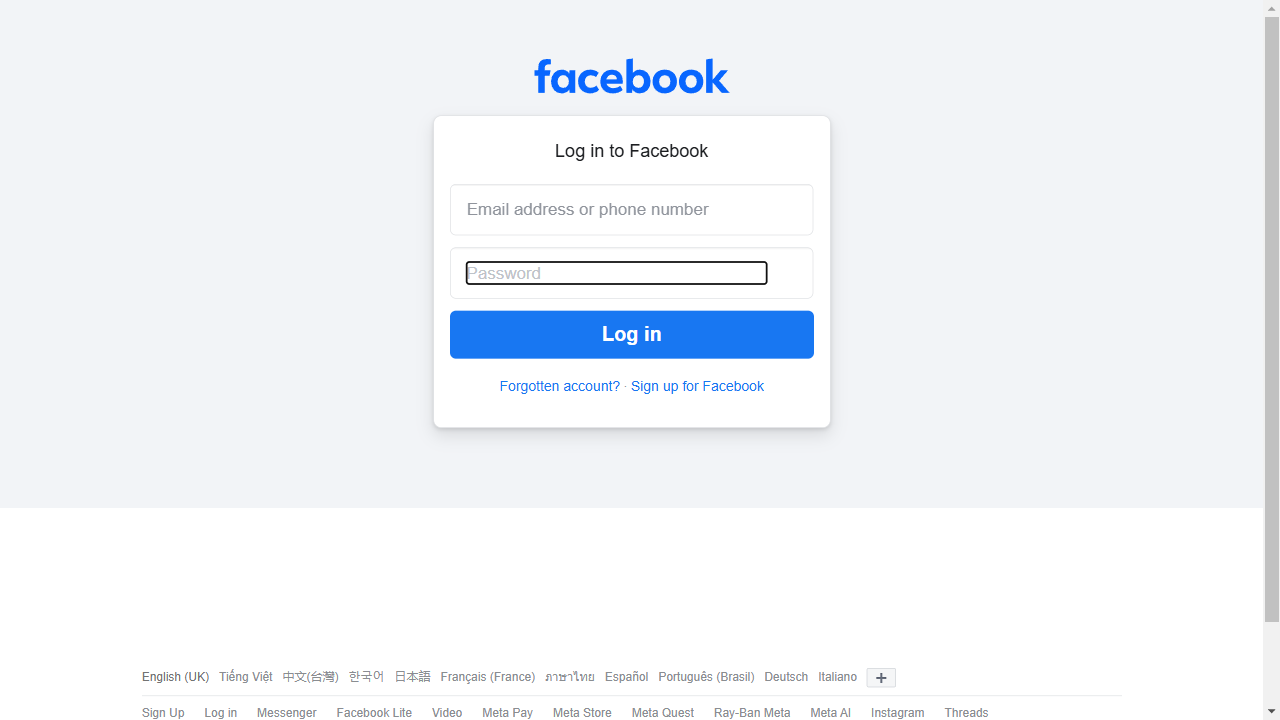 facebook
Log in to Facebook
Email address or phone number
Password
Log in
Forgotten account? · Sign up for Facebook
English (UK) Tiếng Việt 中文(台灣) 한국어 日本語 Français (France) ภาษาไทย Español Português (Brasil) Deutsch Italiano +
Sign Up Log in Messenger Facebook Lite Video Meta Pay Meta Store Meta Quest Ray-Ban Meta Meta AI Instagram Threads